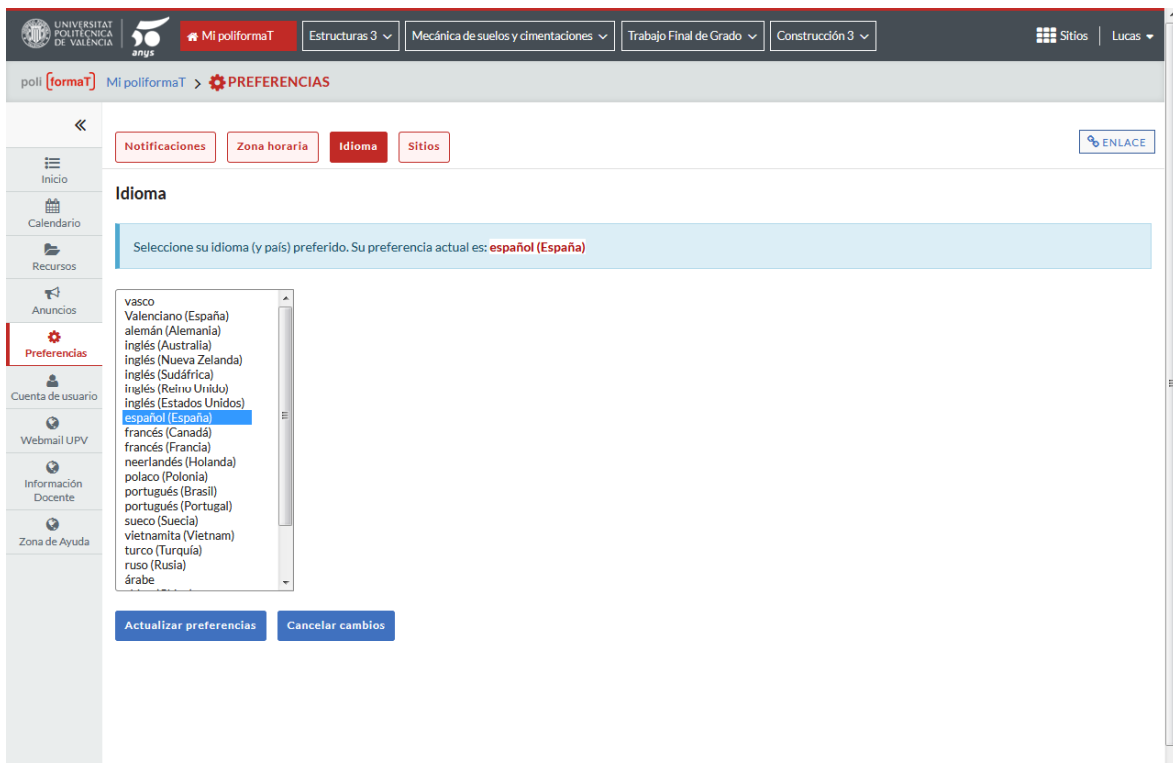 UNIVERSITAT
POLITÈCNICA
DE VALÈNCIA
50
anys
Mi poliformaT
Estructuras 3
Mecánica de suelos y cimentaciones
Trabajo Final de Grado
Construcción 3
Sitios
Lucas
poli [formaT]
Mi poliformaT > PREFERENCIAS
Notificaciones
Zona horaria
Idioma
Sitios
ENLACE
Inicio
Calendario
Recursos
Anuncios
Preferencias
Cuenta de usuario
Webmail UPV
Información
Docente
Zona de Ayuda
Idioma
Seleccione su idioma (y país) preferido. Su preferencia actual es: español (España)
vasco
Valenciano (España)
alemán (Alemania)
inglés (Australia)
inglés (Nueva Zelanda)
inglés (Sudáfrica)
inglés (Reino Unido)
inglés (Estados Unidos)
español (España)
francés (Canadá)
francés (Francia)
neerlandés (Holanda)
polaco (Polonia)
portugués (Brasil)
portugués (Portugal)
sueco (Suecia)
vietnamita (Vietnam)
turco (Turquía)
ruso (Rusia)
árabe
Actualizar preferencias
Cancelar cambios